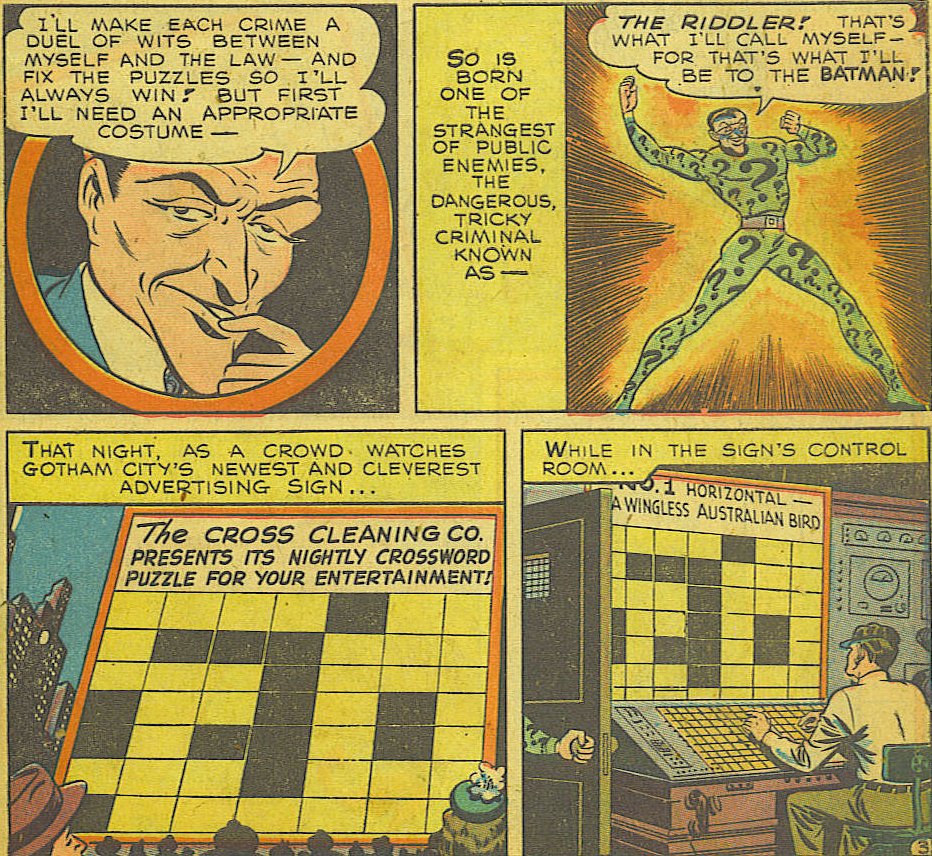 I'LL MAKE EACH CRIME A
DUEL OF WITS BETWEEN
MYSELF AND THE LAW — AND
FIX THE PUZZLES SO I'LL
ALWAYS WIN! BUT FIRST
I'LL NEED AN APPROPRIATE
COSTUME —
SO IS
BORN
ONE OF
THE
STRANGEST
OF PUBLIC
ENEMIES,
THE
DANGEROUS,
TRICKY
CRIMINAL
KNOWN
AS —
THE RIDDLER! THAT'S
WHAT I'LL CALL MYSELF —
FOR THAT'S WHAT I'LL
BE TO THE BATMAN!
THAT NIGHT, AS A CROWD WATCHES
GOTHAM CITY'S NEWEST AND CLEVEREST
ADVERTISING SIGN...
The CROSS CLEANING CO.
PRESENTS ITS NIGHTLY CROSSWORD
PUZZLE FOR YOUR ENTERTAINMENT!
WHILE IN THE SIGN'S CONTROL
ROOM...
NO. 1 HORIZONTAL —
A WINGLESS AUSTRALIAN BIRD
3